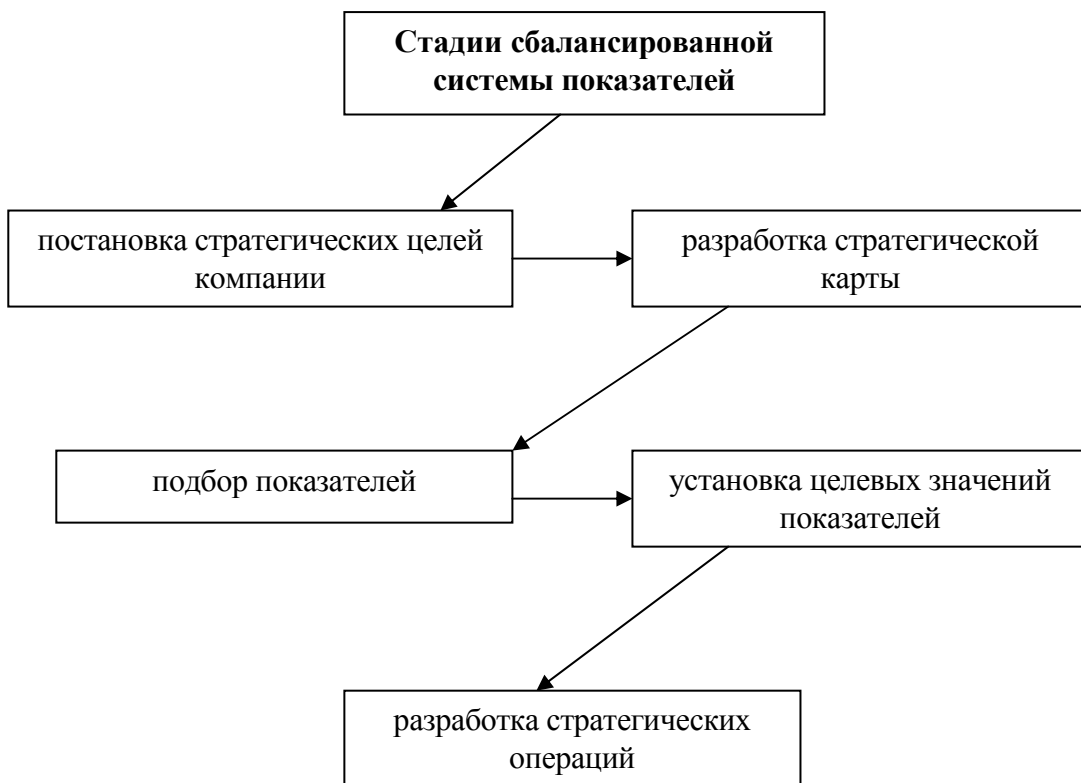 Стадии сбалансированной
системы показателей
постановка стратегических целей
компании
разработка стратегической
карты
подбор показателей
установка целевых значений
показателей
разработка стратегических
операций